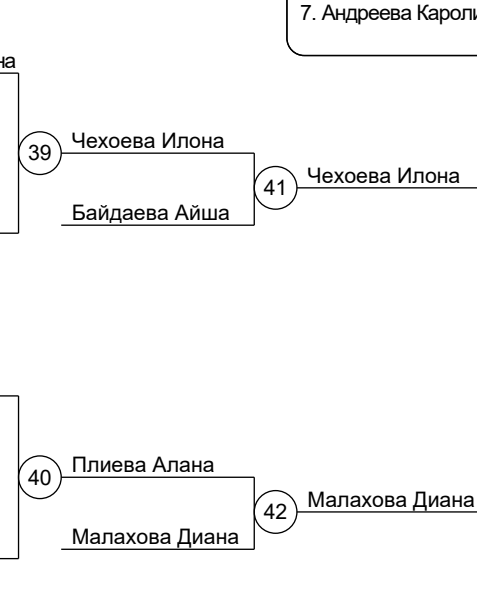 7. Андреева
на
39
Чехоева Илона
41
Чехоева Илона
Байдаева Айша
40
Плиева Алана
42
Малахова Диана
Малахова Диана